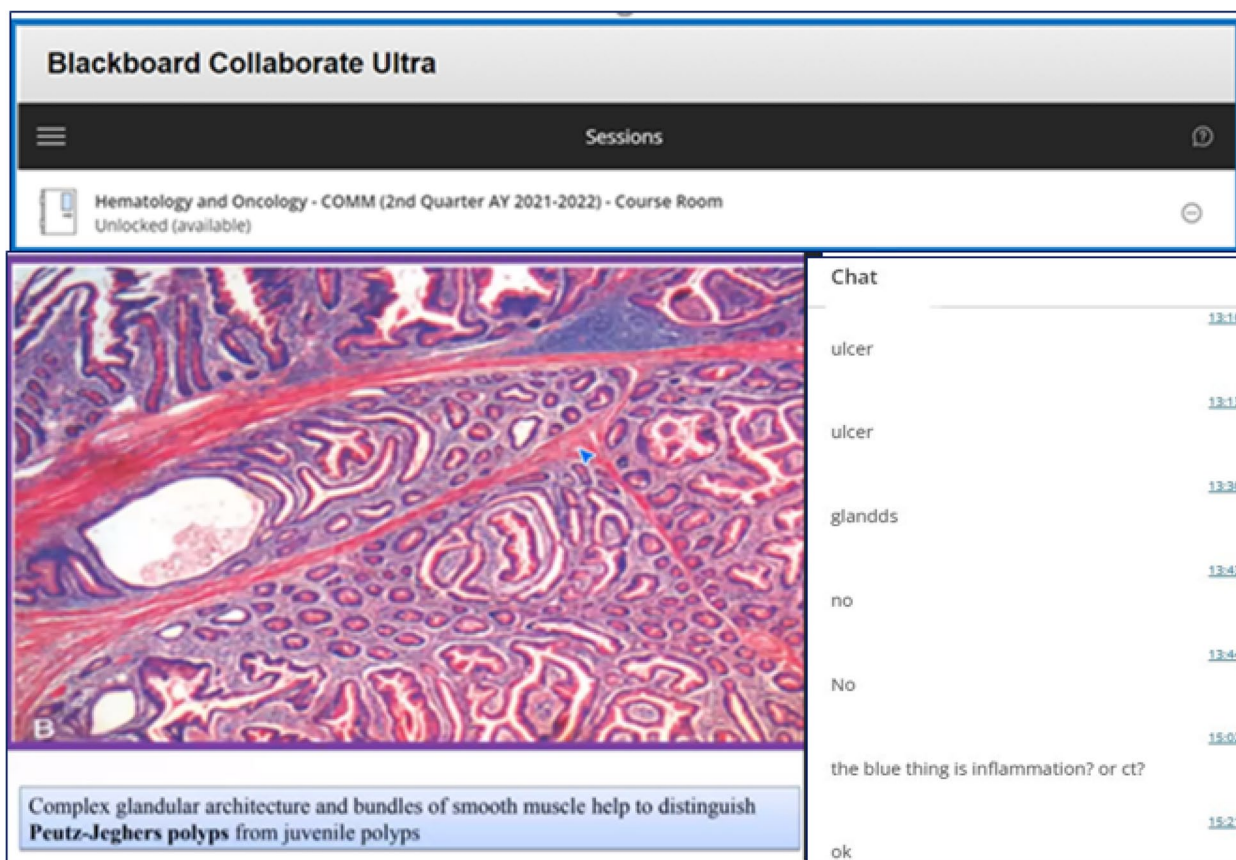 Blackboard Collaborate Ultra
Sessions
Hematology and Oncology - COMM (2nd Quarter AY 2021-2022) - Course Room
Unlocked (available)
B
Complex glandular architecture and bundles of smooth muscle help to distinguish
Peutz-Jeghers polyps from juvenile polyps
Chat
ulcer
ulcer
glandds
no
No
the blue thing is inflammation? or ct?
ok